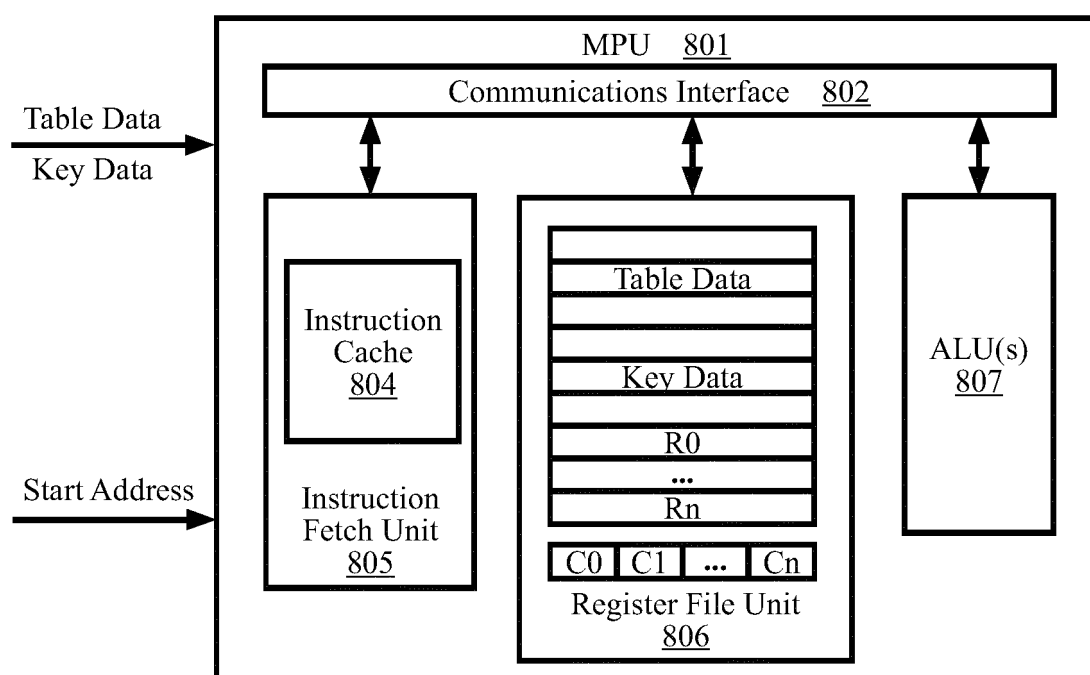 MPU 801
Communications Interface 802
Table Data
Key Data
Start Address
Instruction
Cache
804
Instruction
Fetch Unit
805
Table Data
Key Data
R0
...
Rn
C0 C1 ... Cn
Register File Unit
806
ALU(s)
807